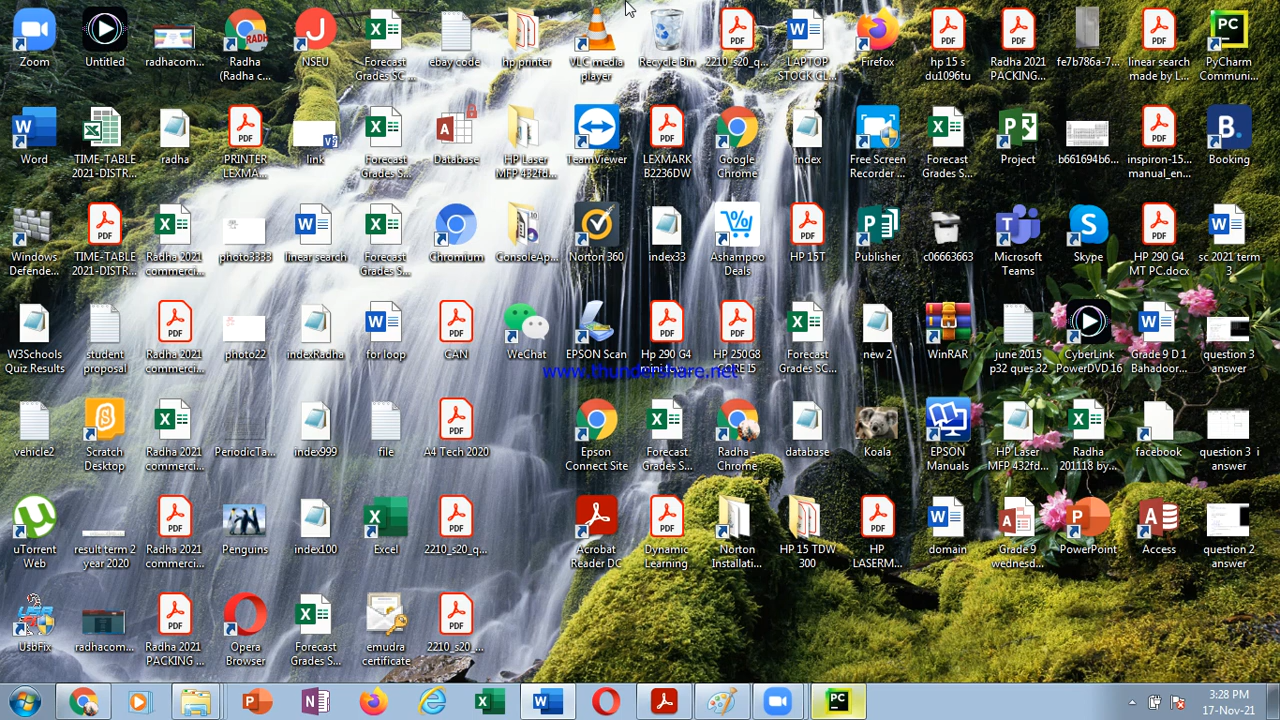 Zoom
Untitled
radhacom...
Radha
(Radha c...
NSEU
Forecast
Grades SC ...
ebay code
hp printer
VLC media
player
Recycle Bin
2210_s20_q...
LAPTOP
STOCK CL...
Firefox
hp 15 s
du1096tu
Radha 2021
PACKING...
fe7b786a-7...
linear search
made by L...
PyCharm
Communi...
Word
TIME-TABLE
2021-DISTR...
radha
PRINTER
LEXMA...
link
Forecast
Grades S...
Database
HP Laser
MFP 432fd...
TeamViewer
LEXMARK
B2236DW
Google
Chrome
index
Free Screen
Recorder ...
Forecast
Grades S...
Project
b661694b6...
inspiron-15...
manual_en...
Booking
Windows
Defende...
TIME-TABLE
2021-DISTR...
Radha 2021
commerci...
photo3333
linear search
Forecast
Grades S...
Chromium
ConsoleAp...
Norton 360
index33
Ashampoo
Deals
HP 15T
Publisher
c06663663
Microsoft
Teams
Skype
HP 290 G4
MT PC.docx
sc 2021 term
3
W3Schools
Quiz Results
student
proposal
Radha 2021
commerci...
photo22
indexRadha
for loop
CAN
WeChat
EPSON Scan
Hp 290 G4
HP 250G8
Forecast
Grades SC...
new 2
WinRAR
june 2015
p32 ques 32
CyberLink
PowerDVD 16
Grade 9 D 1
Bahadoor...
question 3
answer
www.thundershare.net
vehicle2
Scratch
Desktop
Radha 2021
commerci...
PeriodicTa...
index999
file
A4 Tech 2020
Epson
Connect Site
Forecast
Grades S...
Radha -
Chrome
database
Koala
EPSON
Manuals
HP Laser
MFP 432fd...
Radha
201118 by...
facebook
question 3 i
answer
uTorrent
Web
result term 2
year 2020
Radha 2021
commerci...
Penguins
index100
Excel
2210_s20_q...
Acrobat
Reader DC
Dynamic
Learning
Norton
Installati...
HP 15 TDW
300
HP
LASERM...
domain
Grade 9
wednesd...
PowerPoint
Access
question 2
answer
UsbFix
radhacom...
Radha 2021
PACKING ...
Opera
Browser
Forecast
Grades S...
emudra
certificate
2210_s20_...
3:28 PM
17-Nov-21